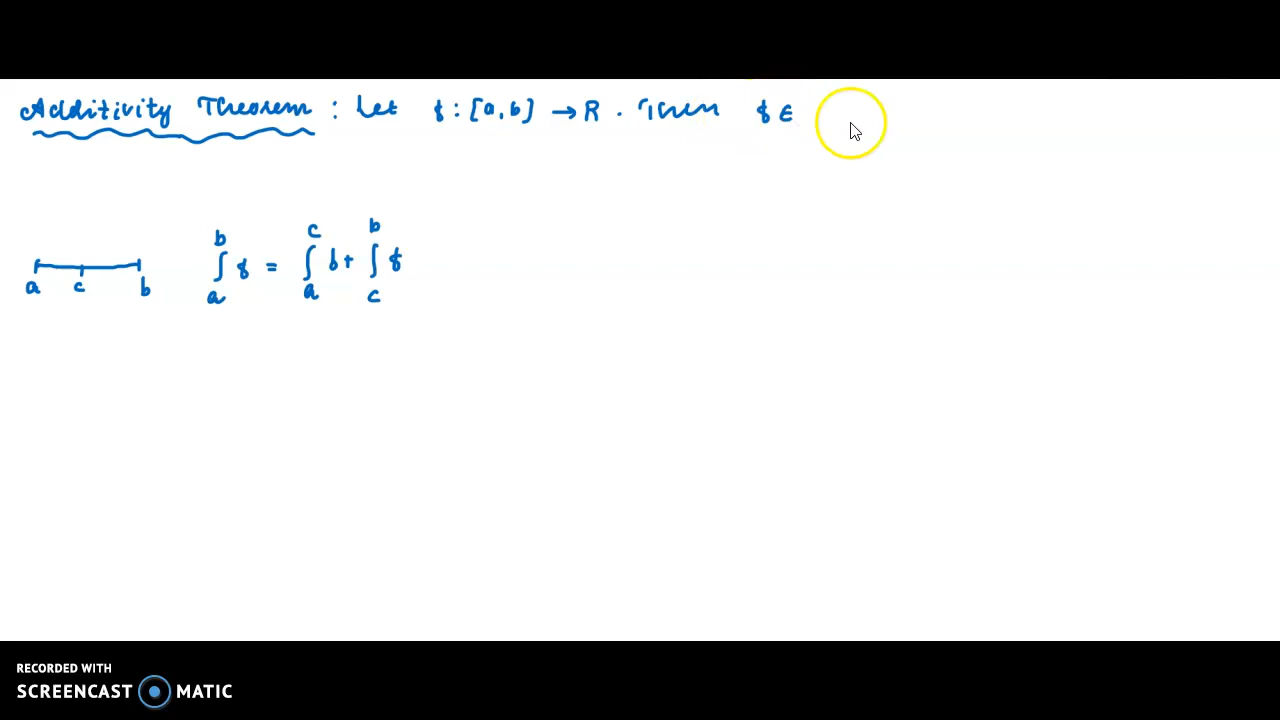 Additivity Theorem : Let f : [a, b] → R . Then f ∈
a c b ∫_a^b f = ∫_a^c b + ∫_c^b f
RECORDED WITH
SCREENCAST MATIC